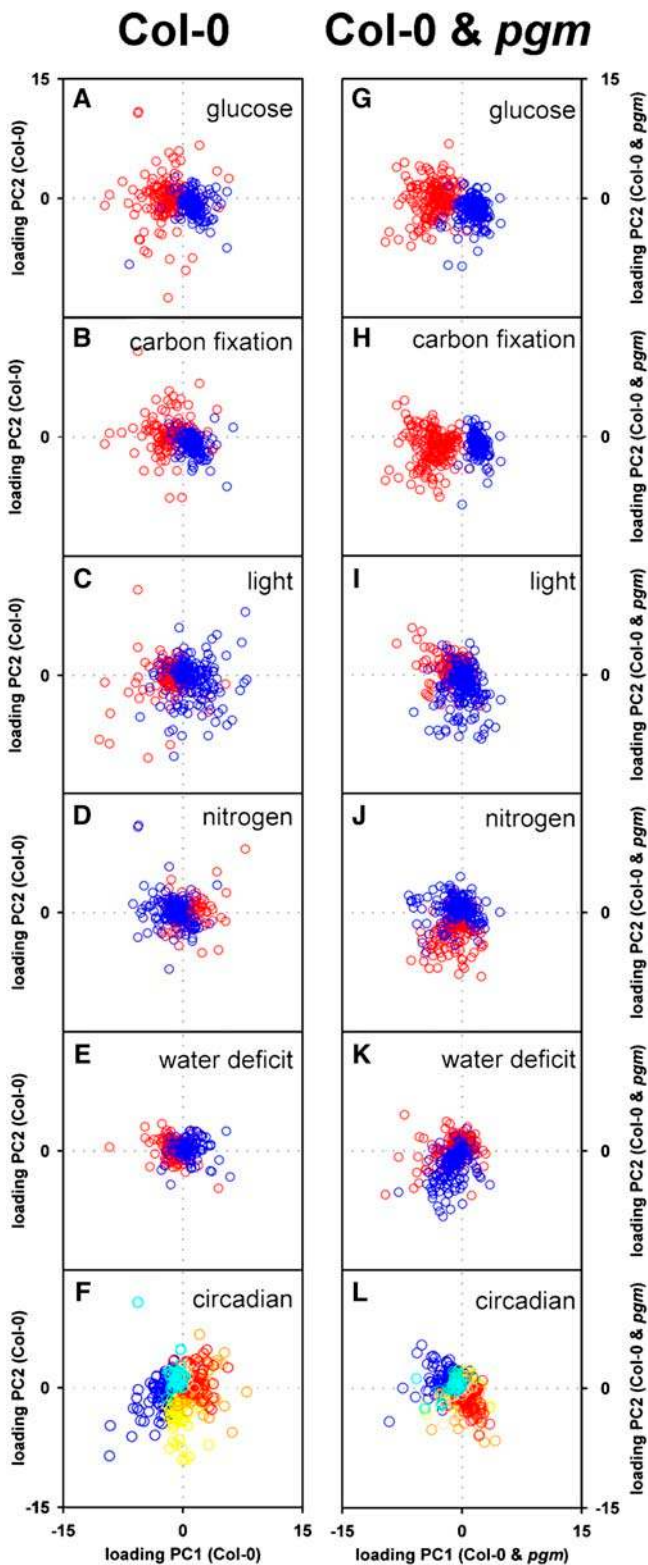 Col-0
Col-0 & pgm
15
A
glucose
0
loading PC2 (Col-0)
G
glucose
15
0
loading PC2 (Col-0 & pgm)
B
carbon fixation
0
loading PC2 (Col-0)
H
carbon fixation
0
loading PC2 (Col-0 & pgm)
C
light
0
loading PC2 (Col-0)
I
light
0
loading PC2 (Col-0 & pgm)
D
nitrogen
0
loading PC2 (Col-0)
J
nitrogen
0
loading PC2 (Col-0 & pgm)
E
water deficit
0
loading PC2 (Col-0)
K
water deficit
0
loading PC2 (Col-0 & pgm)
F
circadian
0
loading PC2 (Col-0)
-15
L
circadian
0
loading PC2 (Col-0 & pgm)
-15
-15
0
15
loading PC1 (Col-0)
-15
0
15
loading PC1 (Col-0 & pgm)